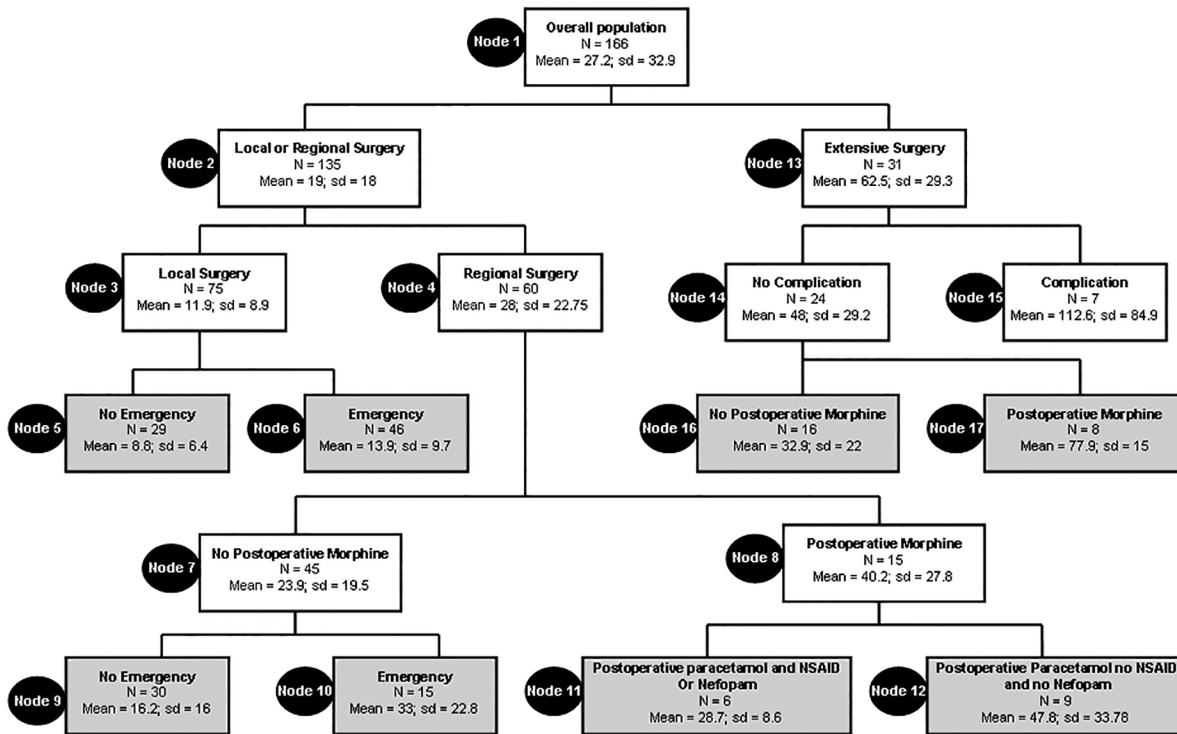 Node 1
Overall population
N = 166
Mean = 27.2; sd = 32.9
Node 2
Local or Regional Surgery
N = 135
Mean = 19; sd = 18
Node 13
Extensive Surgery
N = 31
Mean = 62.5; sd = 29.3
Node 3
Local Surgery
N = 75
Mean = 11.9; sd = 8.9
Node 4
Regional Surgery
N = 60
Mean = 28; sd = 22.75
Node 14
No Complication
N = 24
Mean = 48; sd = 29.2
Node 15
Complication
N = 7
Mean = 112.6; sd = 84.9
Node 5
No Emergency
N = 29
Mean = 8.8; sd = 6.4
Node 6
Emergency
N = 46
Mean = 13.9; sd = 9.7
Node 16
No Postoperative Morphine
N = 16
Mean = 32.9; sd = 22
Node 17
Postoperative Morphine
N = 8
Mean = 77.9; sd = 15
Node 7
No Postoperative Morphine
N = 45
Mean = 23.9; sd = 19.5
Node 8
Postoperative Morphine
N = 15
Mean = 40.2; sd = 27.8
Node 9
No Emergency
N = 30
Mean = 16.2; sd = 16
Node 10
Emergency
N = 15
Mean = 33; sd = 22.8
Node 11
Postoperative paracetamol and NSAID
Or Nefopam
N = 6
Mean = 28.7; sd = 8.6
Node 12
Postoperative Paracetamol no NSAID
and no Nefopam
N = 9
Mean = 47.8; sd = 33.78